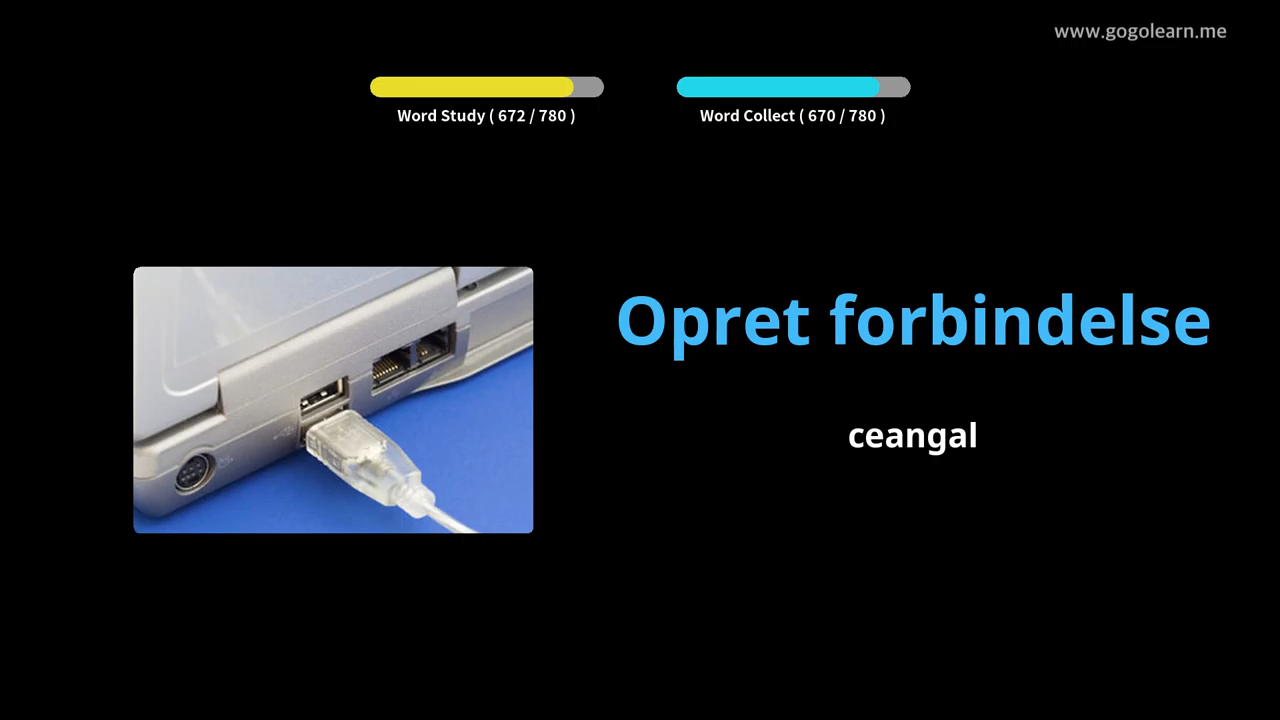 www.gogolearn.me
Word Study ( 672 / 780 )
Word Collect ( 670 / 780 )
Opret forbindelse
ceangal